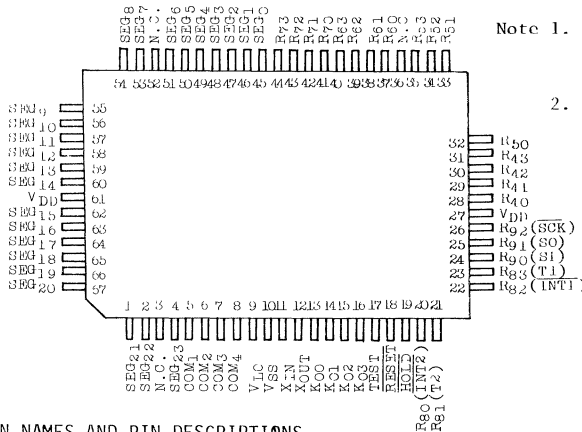 Note 1.
2.
SEG8 SEG7 N.C. SEG6 SEG5 SEG4 SEG3 SEG2 SEG1 SEG0 R73 R72 R71 R70 R63 R62 R61 R60 N.C R53 R52 R51
54 53 52 51 50 49 48 47 46 45 44 43 42 41 40 39 38 37 36 35 34 33
SEG9 55
SEG10 56
SEG11 57
SEG12 58
SEG13 59
SEG14 60
VDD 61
SEG15 62
SEG16 63
SEG17 64
SEG18 65
SEG19 66
SEG20 67
32 R50
31 R43
30 R42
29 R41
28 R40
27 VDD
26 R92(SCK)
25 R91(SO)
24 R90(SI)
23 R83(T1)
22 R82(INT1)
1 2 3 4 5 6 7 8 9 10 11 12 13 14 15 16 17 18 19 20 21
SEG21 SEG22 N.C. SEG23 COM1 COM2 COM3 COM4 VLC VSS XIN XOUT KO0 KO1 KO2 KO3 TEST RESET HOLD R80(INT2) R81(T2)
N NAMES AND PIN DESCRIPTIONS